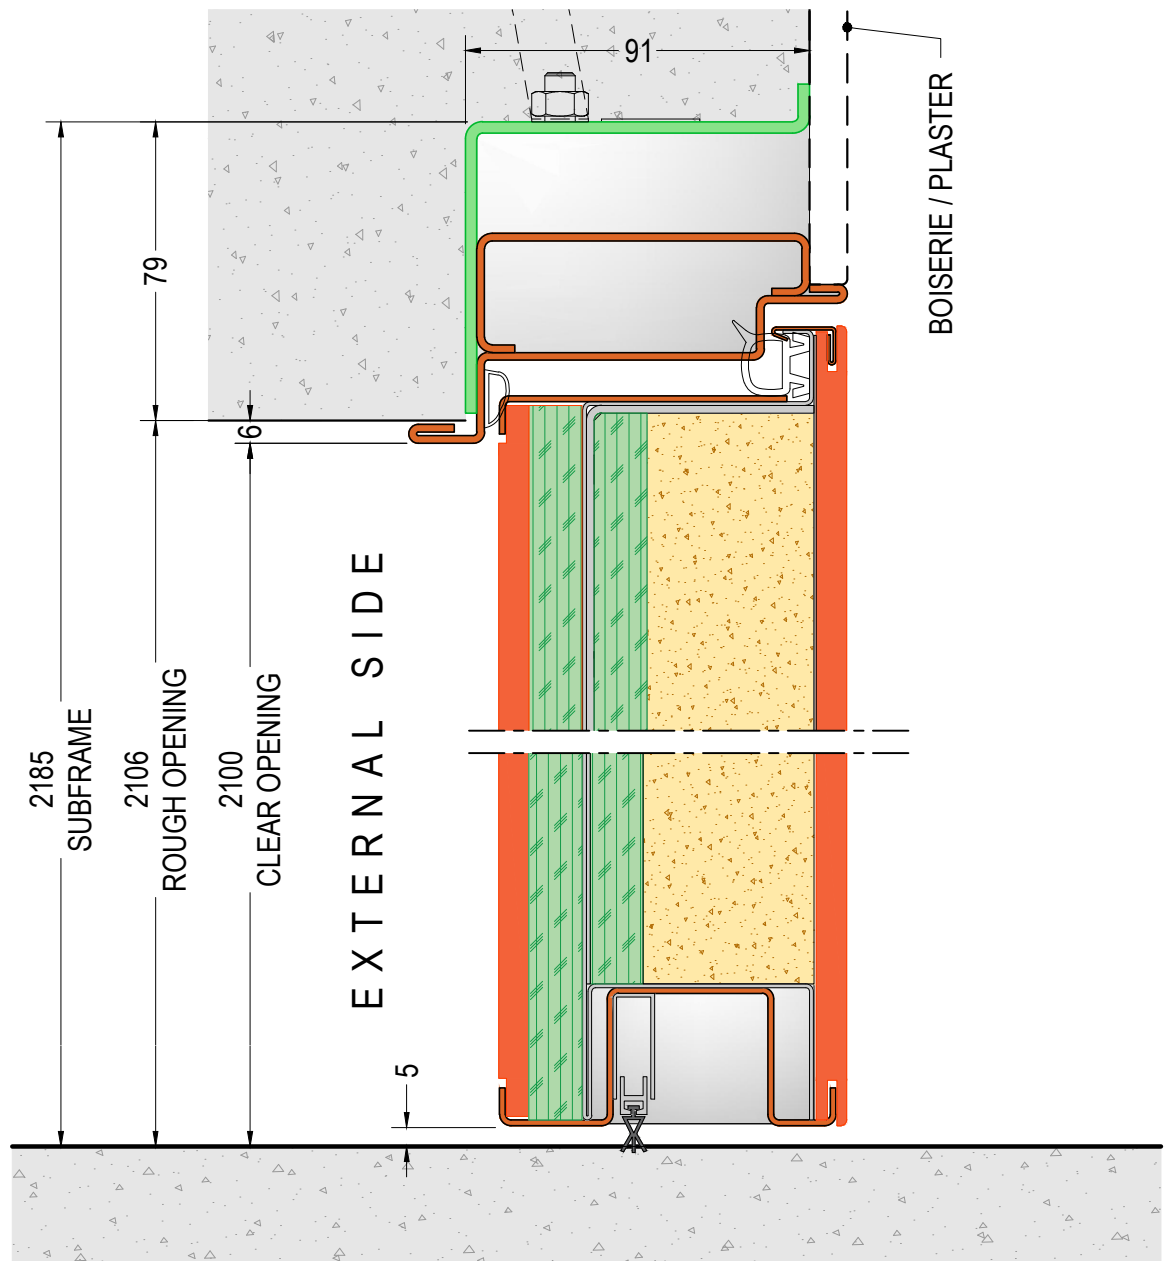 91
BOISERIE / PLASTER
79
6
EXTERNAL SIDE
2185
SUBFRAME
2106
ROUGH OPENING
2100
CLEAR OPENING
5